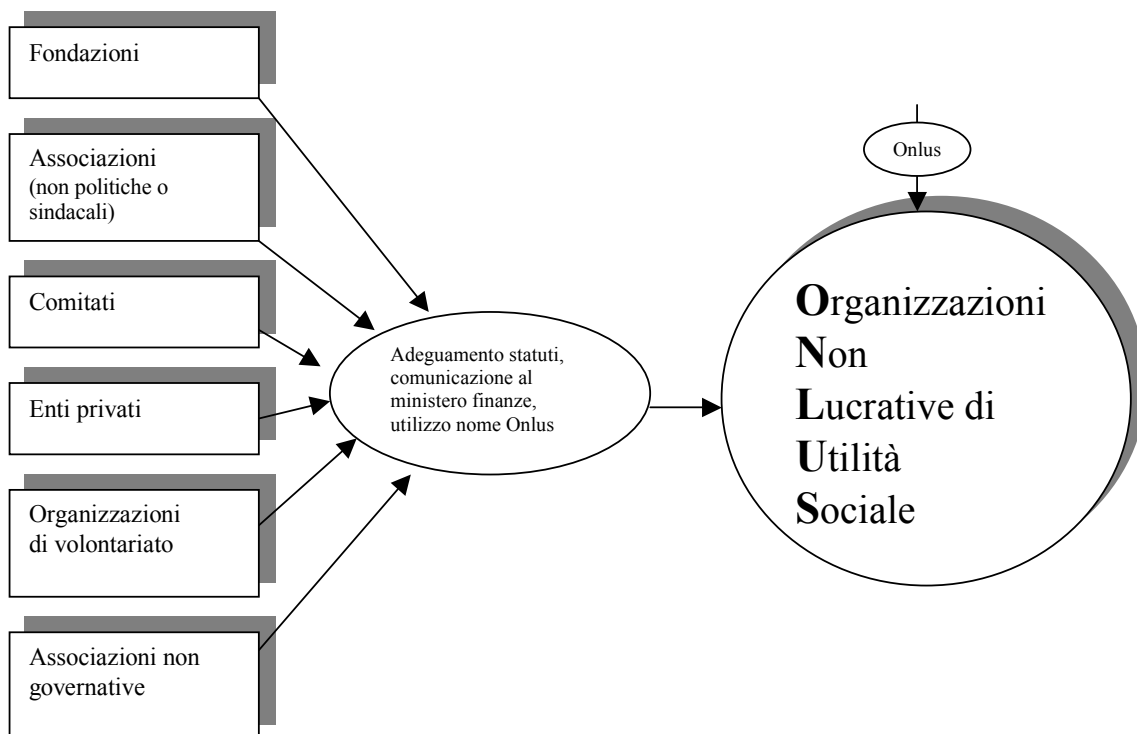 Fondazioni
Associazioni
(non politiche o
sindacali)
Comitati
Enti privati
Organizzazioni
di volontariato
Associazioni non
governative
Adeguamento statuti,
comunicazione al
ministero finanze,
utilizzo nome Onlus
Onlus
Organizzazioni
Non
Lucrative di
Utilità
Sociale